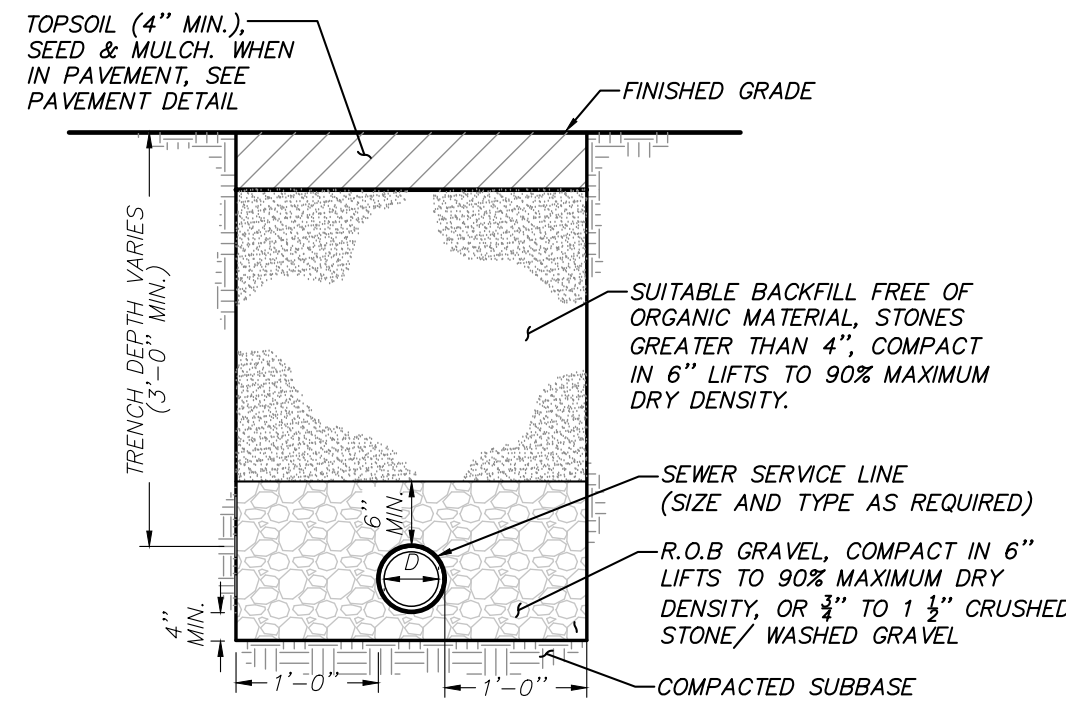 TOPSOIL (4" MIN.),
SEED & MULCH. WHEN
IN PAVEMENT, SEE
PAVEMENT DETAIL
FINISHED GRADE
TRENCH DEPTH VARIES
(3'-0" MIN.)
SUITABLE BACKFILL FREE OF
ORGANIC MATERIAL, STONES
GREATER THAN 4", COMPACT
IN 6" LIFTS TO 90% MAXIMUM
DRY DENSITY.
6"
MIN.
SEWER SERVICE LINE
(SIZE AND TYPE AS REQUIRED)
D
R.O.B GRAVEL, COMPACT IN 6"
LIFTS TO 90% MAXIMUM DRY
DENSITY, OR 3/4" TO 1 1/2" CRUSHED
STONE/ WASHED GRAVEL
4"
MIN.
1'-0"
1'-0"
COMPACTED SUBBASE